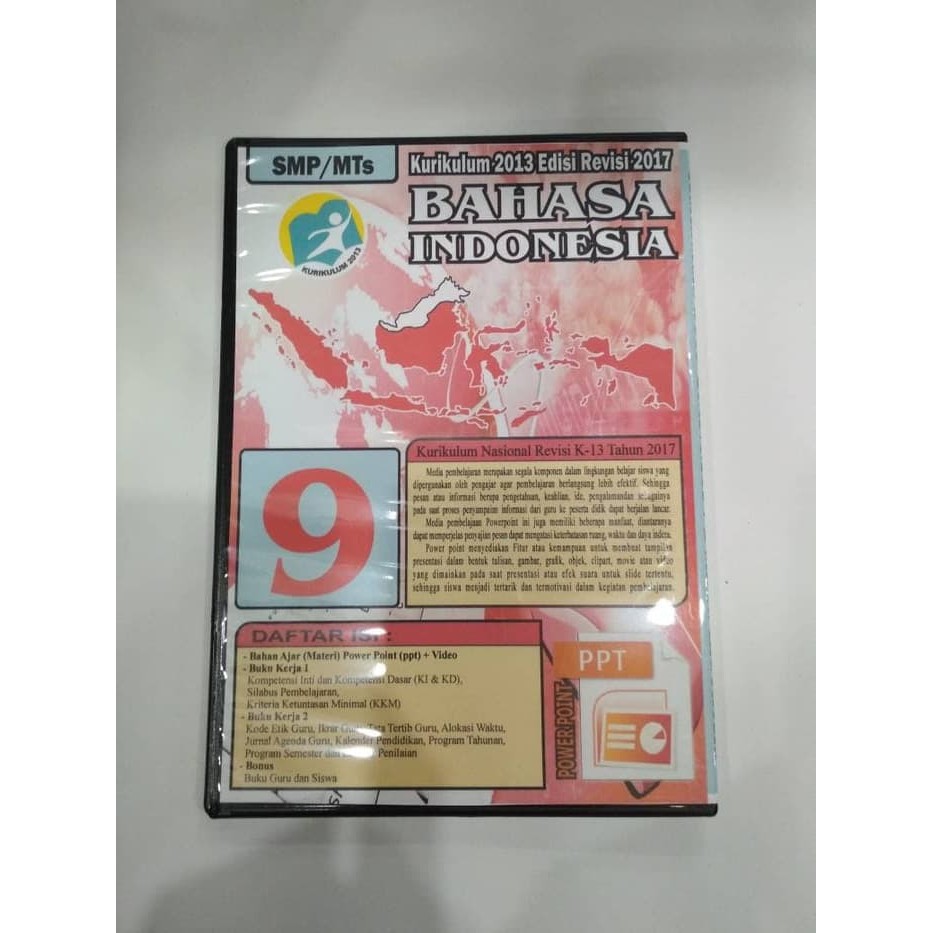 SMP/MTs
Kurikulum 2013 Edisi Revisi 2017
BAHASA
INDONESIA
KURIKULUM 2013
9
Kurikulum Nasional Revisi K-13 Tahun 2017
Media pembelajaran merupakan segala komponen dalam lingkungan belajar siswa yang
dipergunakan oleh pengajar agar pembelajaran berlangsung lebih efektif. Sehingga
pesan atau informasi berupa pengetahuan, keahlian, ide, pengalamandan sebagainya
pada saat proses penyampaian informasi dari guru ke peserta didik dapat berjalan lancar.
Media pembelajaan Powerpoint ini juga memiliki beberapa manfaat, diantaranya
dapat memperjelas penyajian pesan dapat mengatasi keterbatasan ruang, waktu dan daya indera.
Power point menyediakan Fitur atau kemampuan untuk membuat tampilan
presentasi dalam bentuk tulisan, gambar, grafik, objek, clipart, movie atau video
yang dimainkan pada saat presentasi atau efek suara untuk slide tertentu,
sehingga siswa menjadi tertarik dan termotivasi dalam kegiatan pembelajaran.
DAFTAR ISI :
- Bahan Ajar (Materi) Power Point (ppt) + Video
- Buku Kerja 1
Kompetensi Inti dan Kompetensi Dasar (KI & KD),
Silabus Pembelajaran,
Kriteria Ketuntasan Minimal (KKM)
- Buku Kerja 2
Kode Etik Guru, Ikrar Guru, Tata Tertib Guru, Alokasi Waktu,
Jurnal Agenda Guru, Kalender Pendidikan, Program Tahunan,
Program Semester dan Penilaian
- Bonus
Buku Guru dan Siswa
PPT
POWER POINT